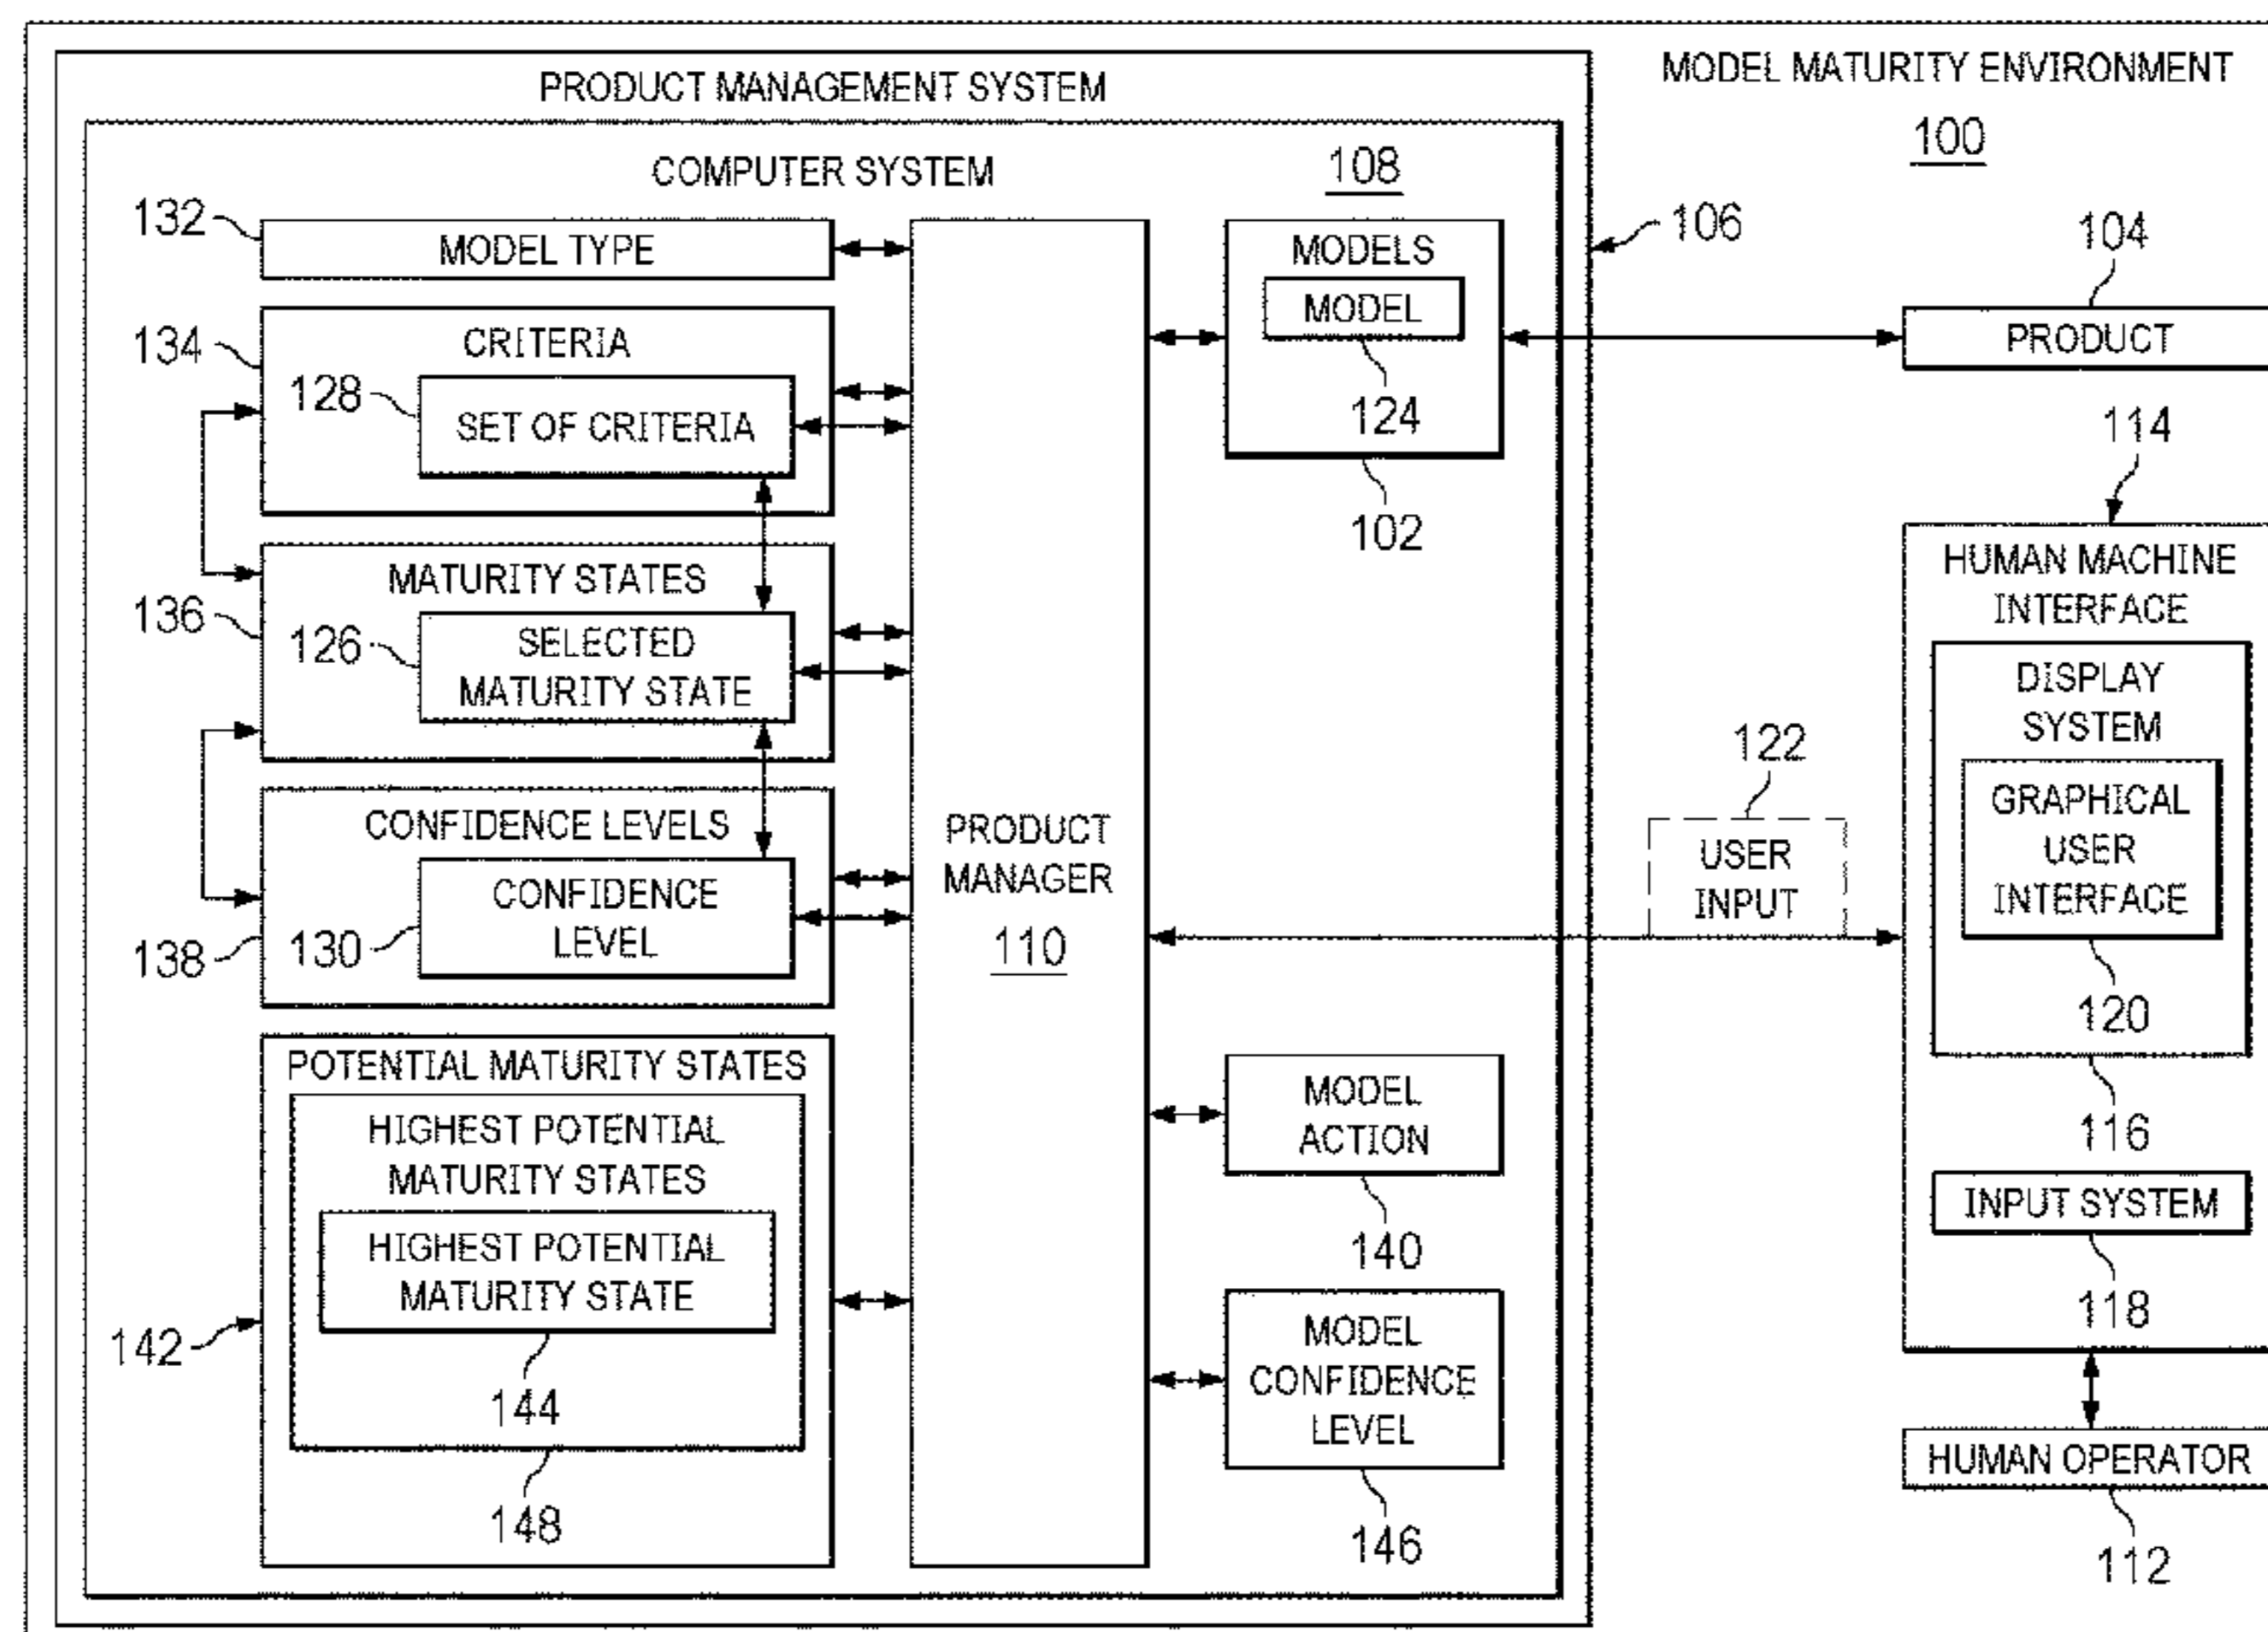 MODEL MATURITY ENVIRONMENT
100
PRODUCT MANAGEMENT SYSTEM
106
COMPUTER SYSTEM
108
132
MODEL TYPE
134
CRITERIA
128
SET OF CRITERIA
136
MATURITY STATES
126
SELECTED
MATURITY STATE
138
CONFIDENCE LEVELS
130
CONFIDENCE
LEVEL
142
POTENTIAL MATURITY STATES
HIGHEST POTENTIAL
MATURITY STATES
HIGHEST POTENTIAL
MATURITY STATE
144
148
PRODUCT
MANAGER
110
MODELS
MODEL
124
102
MODEL
ACTION
140
MODEL
CONFIDENCE
LEVEL
146
104
PRODUCT
114
HUMAN MACHINE
INTERFACE
DISPLAY
SYSTEM
GRAPHICAL
USER
INTERFACE
120
116
INPUT SYSTEM
118
122
USER
INPUT
HUMAN OPERATOR
112